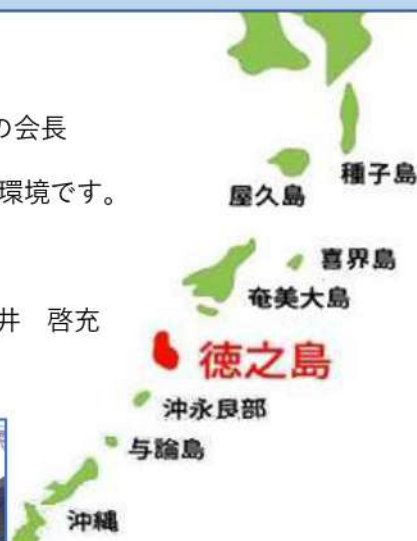 の会長
種子島
環境です。
屋久島
喜界島
奄美大島
井　啓充
徳之島
沖永良部
与論島
沖縄